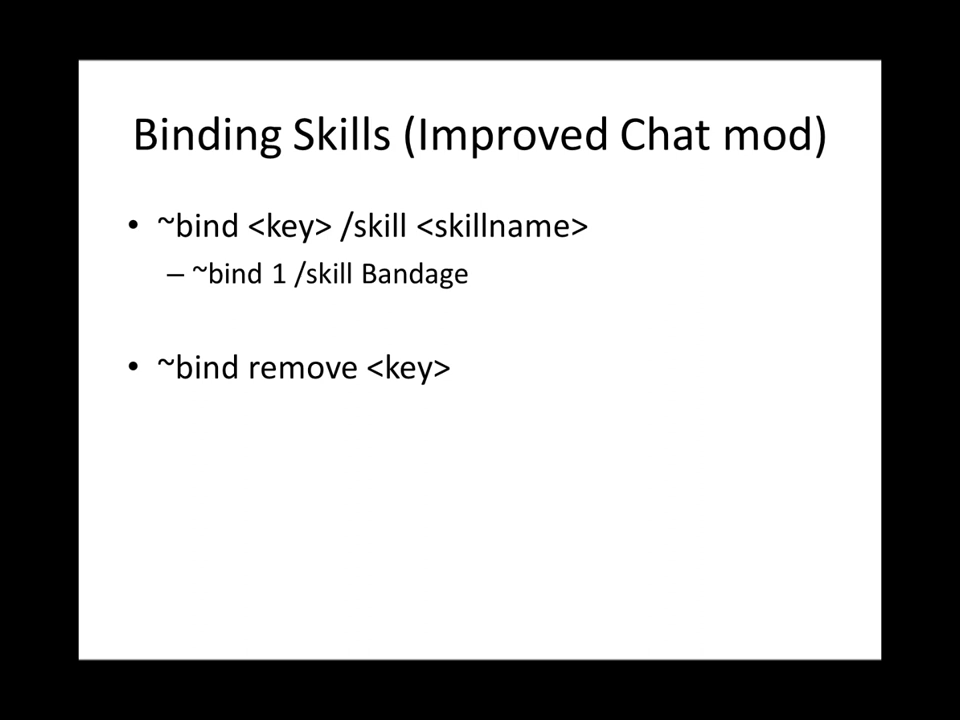 Binding Skills (Improved Chat mod)
• ~bind <key> /skill <skillname>
– ~bind 1 /skill Bandage
• ~bind remove <key>